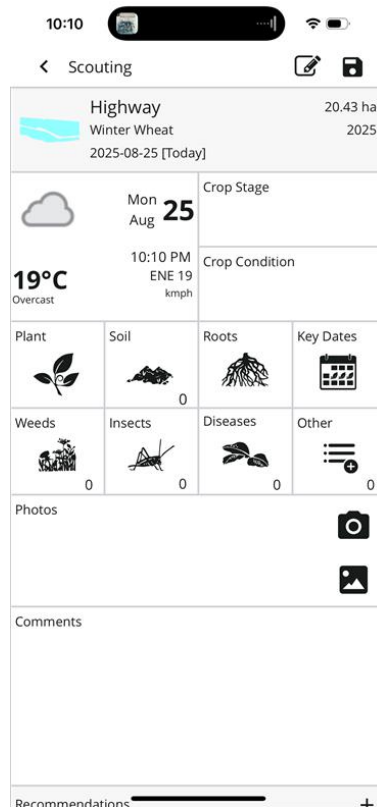 10:10
Scouting
Highway
20.43 ha
Winter Wheat
2025
2025-08-25 [Today]
Mon
Aug
25
Crop Stage
10:10 PM
ENE 19
kmph
19°C
Overcast
Crop Condition
Plant
Soil
0
Roots
Key Dates
Weeds
0
Insects
0
Diseases
0
Other
0
Photos
Comments
Recommendations
+